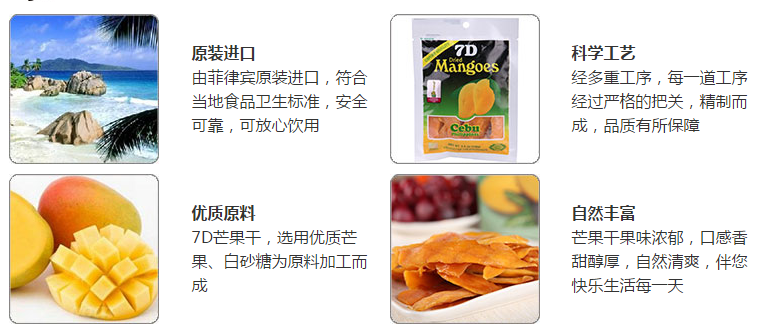 原装进口
由菲律宾原装进口，符合
当地食品卫生标准，安全
可靠，可放心饮用
7D
Dried
Mangoes
Cebu
科学工艺
经多重工序，每一道工序
经过严格的把关，精制而
成，品质有所保障
优质原料
7D芒果干，选用优质芒
果、白砂糖为原料加工而
成
自然丰富
芒果干果味浓郁，口感香
甜醇厚，自然清爽，伴您
快乐生活每一天